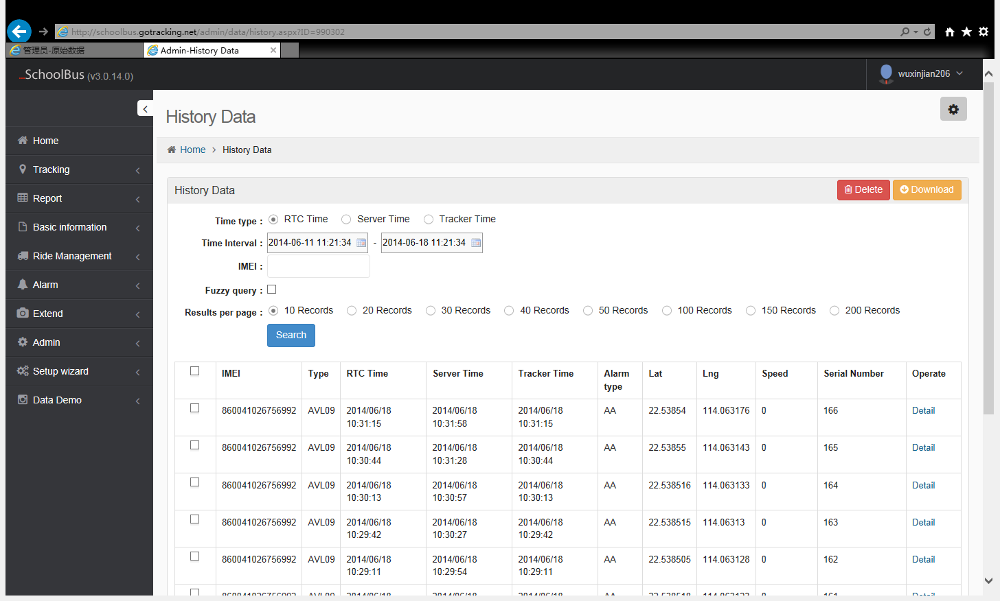 http://schoolbus.gotracking.net/admin/data/history.aspx?ID=990302
管理员-原始数据
Admin-History Data
...SchoolBus (v3.0.14.0)
wuxinjian206
History Data
Home
Home > History Data
Tracking
Report
History Data
Delete
Download
Basic information
Time type : RTC Time Server Time Tracker Time
Time Interval : 2014-06-11 11:21:34 - 2014-06-18 11:21:34
Ride Management
IMEI :
Alarm
Fuzzy query :
Extend
Results per page : 10 Records 20 Records 30 Records 40 Records 50 Records 100 Records 150 Records 200 Records
Admin
Search
Setup wizard
Data Demo
IMEI Type RTC Time Server Time Tracker Time Alarm type Lat Lng Speed Serial Number Operate
860041026756992 AVL09 2014/06/18 10:31:15 2014/06/18 10:31:58 2014/06/18 10:31:15 AA 22.53854 114.063176 0 166 Detail
860041026756992 AVL09 2014/06/18 10:30:44 2014/06/18 10:31:28 2014/06/18 10:30:44 AA 22.53855 114.063143 0 165 Detail
860041026756992 AVL09 2014/06/18 10:30:13 2014/06/18 10:30:57 2014/06/18 10:30:13 AA 22.538516 114.063133 0 164 Detail
860041026756992 AVL09 2014/06/18 10:29:42 2014/06/18 10:30:27 2014/06/18 10:29:42 AA 22.538515 114.06313 0 163 Detail
860041026756992 AVL09 2014/06/18 10:29:11 2014/06/18 10:29:54 2014/06/18 10:29:11 AA 22.538505 114.063128 0 162 Detail